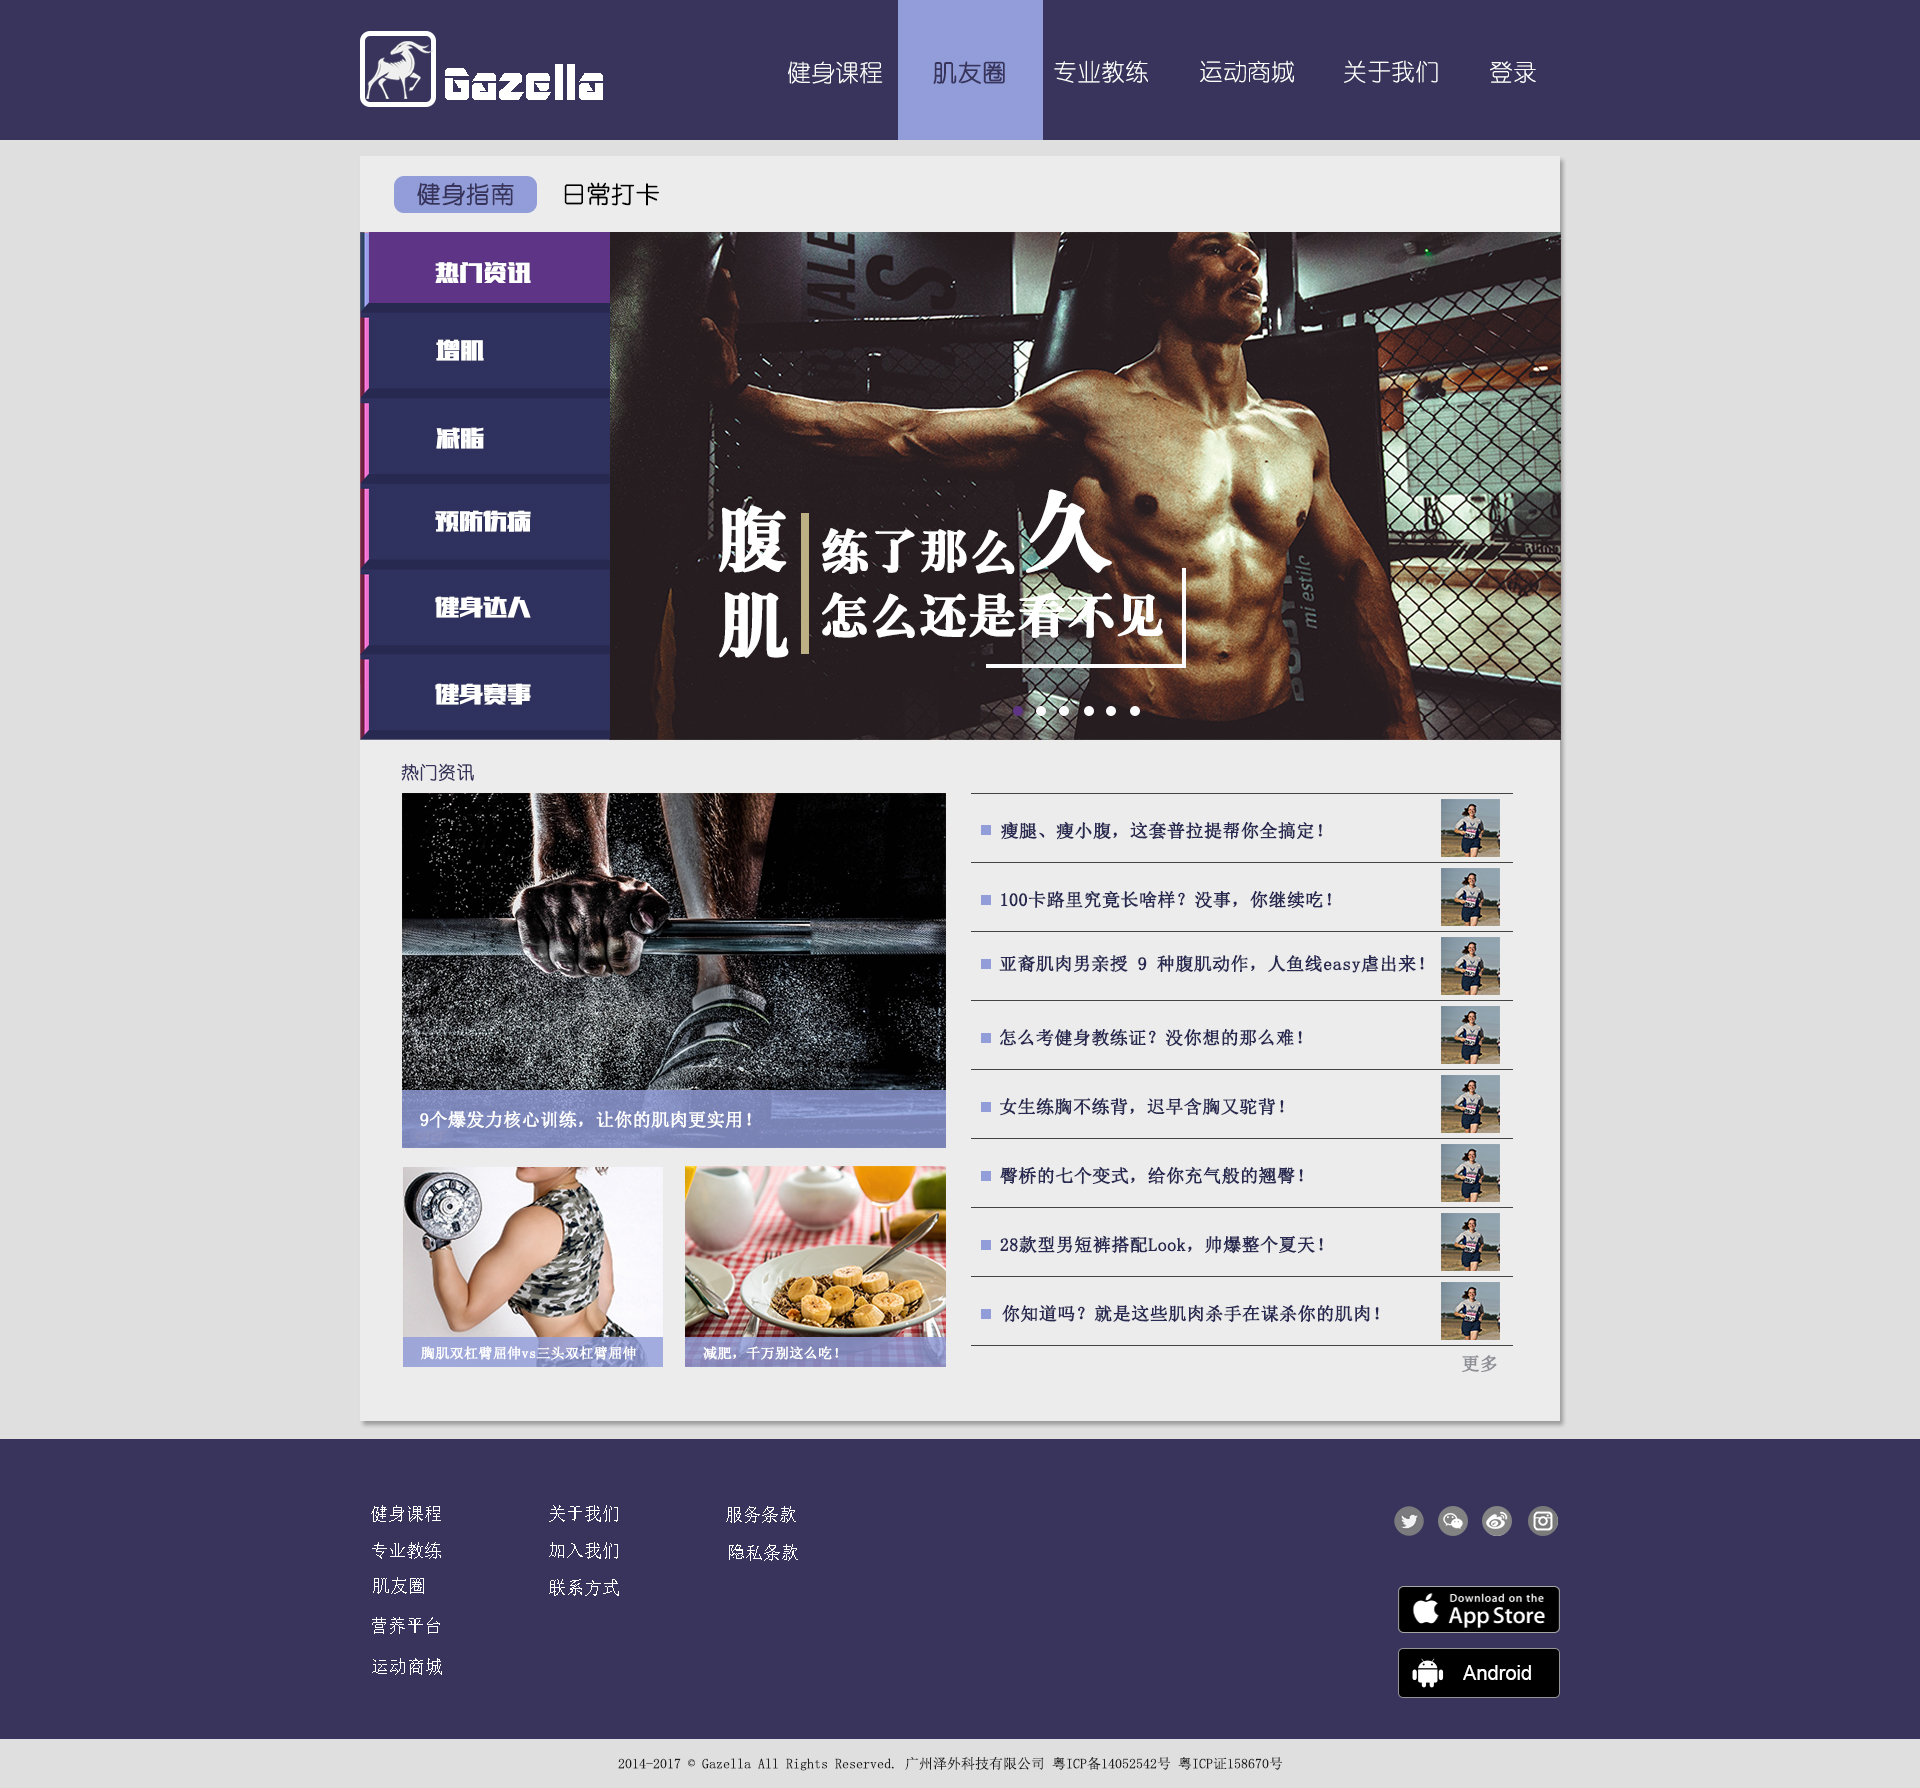 Gazella
健身课程 肌友圈 专业教练 运动商城 关于我们 登录
健身指南 日常打卡
热门资讯
增肌
减脂
预防伤病
健身达人
健身赛事
腹肌
练了那么久
怎么还是看不见
热门资讯
9个爆发力核心训练，让你的肌肉更实用！
胸肌双杠臂屈伸vs三头双杠臂屈伸
减肥，千万别这么吃！
瘦腿、瘦小腹，这套普拉提帮你全搞定！
100卡路里究竟长啥样？没事，你继续吃！
亚裔肌肉男亲授 9 种腹肌动作，人鱼线easy虐出来！
怎么考健身教练证？没你想的那么难！
女生练胸不练背，迟早含胸又驼背！
臀桥的七个变式，给你充气般的翘臀！
28款型男短裤搭配Look，帅爆整个夏天！
你知道吗？就是这些肌肉杀手在谋杀你的肌肉！
更多
健身课程
专业教练
肌友圈
营养平台
运动商城
关于我们
加入我们
联系方式
服务条款
隐私条款
Download on the
App Store
Android
2014-2017 © Gazella All Rights Reserved. 广州泽外科技有限公司 粤ICP备14052542号 粤ICP证158670号